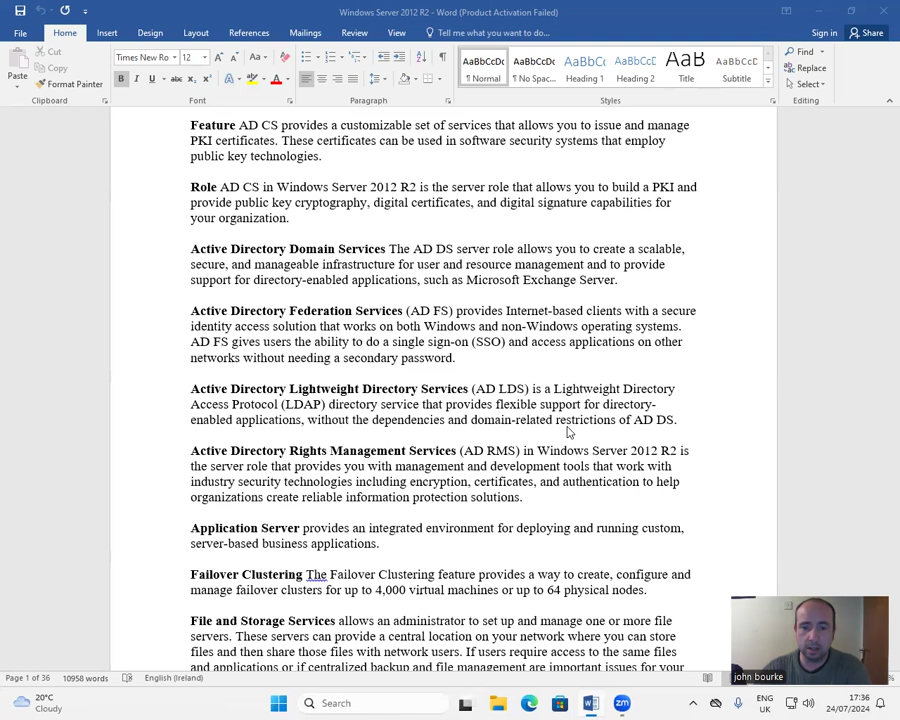 Windows Server 2012 R2 - Word (Product Activation Failed)
File Home Insert Design Layout References Mailings Review View Tell me what you want to do... Sign in Share
Paste Cut Copy Format Painter
Clipboard
Times New Ro 12
Font
Paragraph
AaBbCcDc AaBbCcDc AaBbCc AaBbCcD AaB AaBbCcD
¶ Normal ¶ No Spac... Heading 1 Heading 2 Title Subtitle
Styles
Find
Replace
Select
Editing
Feature AD CS provides a customizable set of services that allows you to issue and manage
PKI certificates. These certificates can be used in software security systems that employ
public key technologies.
Role AD CS in Windows Server 2012 R2 is the server role that allows you to build a PKI and
provide public key cryptography, digital certificates, and digital signature capabilities for
your organization.
Active Directory Domain Services The AD DS server role allows you to create a scalable,
secure, and manageable infrastructure for user and resource management and to provide
support for directory-enabled applications, such as Microsoft Exchange Server.
Active Directory Federation Services (AD FS) provides Internet-based clients with a secure
identity access solution that works on both Windows and non-Windows operating systems.
AD FS gives users the ability to do a single sign-on (SSO) and access applications on other
networks without needing a secondary password.
Active Directory Lightweight Directory Services (AD LDS) is a Lightweight Directory
Access Protocol (LDAP) directory service that provides flexible support for directory-
enabled applications, without the dependencies and domain-related restrictions of AD DS.
Active Directory Rights Management Services (AD RMS) in Windows Server 2012 R2 is
the server role that provides you with management and development tools that work with
industry security technologies including encryption, certificates, and authentication to help
organizations create reliable information protection solutions.
Application Server provides an integrated environment for deploying and running custom,
server-based business applications.
Failover Clustering The Failover Clustering feature provides a way to create, configure and
manage failover clusters for up to 4,000 virtual machines or up to 64 physical nodes.
File and Storage Services allows an administrator to set up and manage one or more file
servers. These servers can provide a central location on your network where you can store
files and then share those files with network users. If users require access to the same files
and applications or if centralized backup and file management are important issues for your
john bourke
Page 1 of 36 10958 words English (Ireland)
20°C
Cloudy
Search
ENG
UK
17:36
24/07/2024